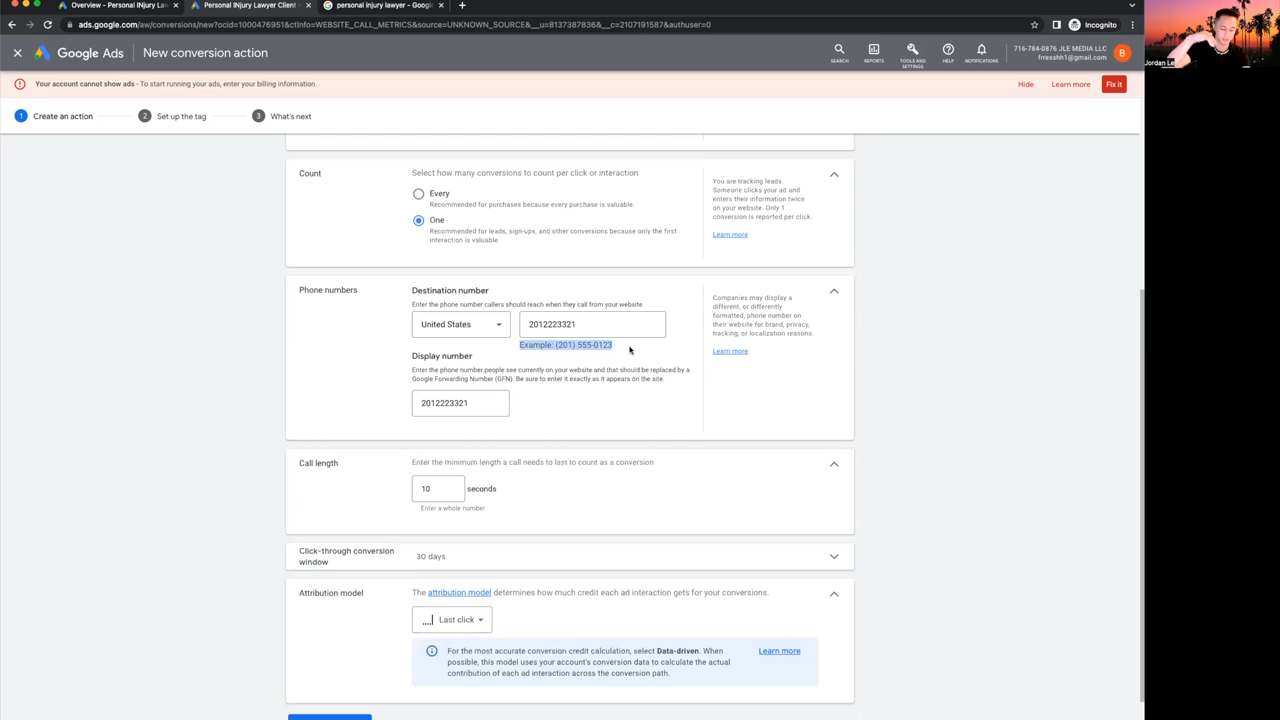 Overview - Personal INjury La
Personal INjury Lawyer Client
personal injury lawyer - Googl
ads.google.com/aw/conversions/new?ocid=1000476951&ctInfo=WEBSITE_CALL_METRICS&source=UNKNOWN_SOURCE&__u=8137387836&__c=2107191587&authuser=0
Incognito
Jordan Le
Google Ads
New conversion action
SEARCH
REPORTS
TOOLS AND
SETTINGS
HELP
NOTIFICATIONS
716-784-0876 JLE MEDIA LLC
frresshh1@gmail.com
B
Your account cannot show ads - To start running your ads, enter your billing information.
Hide
Learn more
Fix it
1 Create an action
2 Set up the tag
3 What's next
Count
Select how many conversions to count per click or interaction
Every
Recommended for purchases because every purchase is valuable.
One
Recommended for leads, sign-ups, and other conversions because only the first
interaction is valuable.
You are tracking leads.
Someone clicks your ad and
enters their information twice
on your website. Only 1
conversion is reported per click.
Learn more
Phone numbers
Destination number
Enter the phone number callers should reach when they call from your website
United States
2012223321
Example: (201) 555-0123
Display number
Enter the phone number people see currently on your website and that should be replaced by a
Google Forwarding Number (GFN). Be sure to enter it exactly as it appears on the site.
2012223321
Companies may display a
different, or differently
formatted, phone number on
their website for brand, privacy,
tracking, or localization reasons.
Learn more
Call length
Enter the minimum length a call needs to last to count as a conversion
10
seconds
Enter a whole number
Click-through conversion
window
30 days
Attribution model
The attribution model determines how much credit each ad interaction gets for your conversions.
Last click
For the most accurate conversion credit calculation, select Data-driven. When
possible, this model uses your account's conversion data to calculate the actual
contribution of each ad interaction across the conversion path.
Learn more